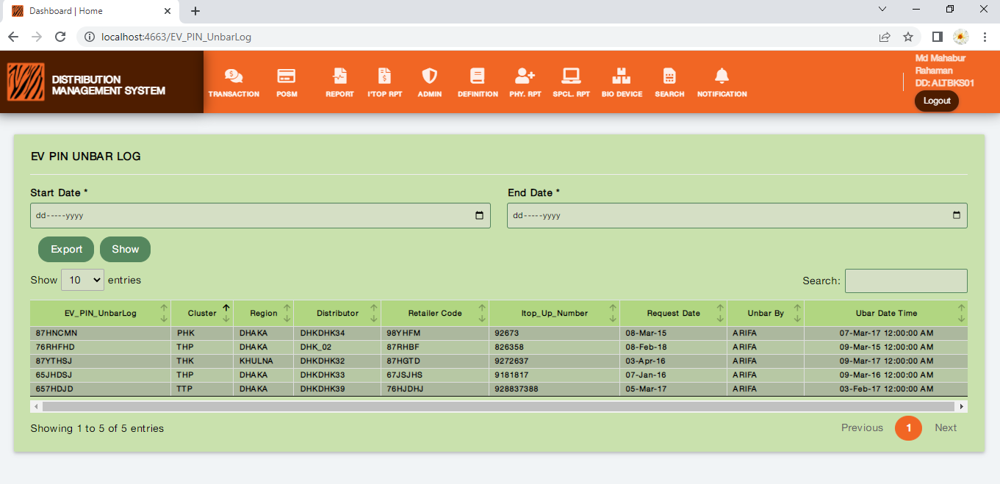 Dashboard | Home
localhost:4663/EV_PIN_UnbarLog
DISTRIBUTION
MANAGEMENT SYSTEM
TRANSACTION POSM REPORT I'TOP RPT ADMIN DEFINITION PHY. RPT SPCL. RPT BIO DEVICE SEARCH NOTIFICATION
Md Mahabur
Rahaman
DD: ALTBKS01
Logout
EV PIN UNBAR LOG
Start Date * End Date *
dd-----yyyy dd-----yyyy
Export Show
Show 10 entries Search:
EV_PIN_UnbarLog Cluster Region Distributor Retailer Code Itop_Up_Number Request Date Unbar By Ubar Date Time
87HNCMN PHK DHAKA DHKDHK34 98YHFM 92673 08-Mar-15 ARIFA 07-Mar-17 12:00:00 AM
76RHFHD THP DHAKA DHK_02 87RHBF 826358 08-Feb-18 ARIFA 09-Mar-15 12:00:00 AM
87YTHSJ THK KHULNA DHKDHK32 87HGTD 9272637 03-Apr-16 ARIFA 09-Mar-17 12:00:00 AM
65JHDSJ THP DHAKA DHKDHK33 67JSJHS 9181817 07-Jan-16 ARIFA 09-Mar-16 12:00:00 AM
657HDJD TTP DHAKA DHKDHK39 76HJDHJ 928837388 05-Mar-17 ARIFA 03-Feb-17 12:00:00 AM
Showing 1 to 5 of 5 entries Previous 1 Next